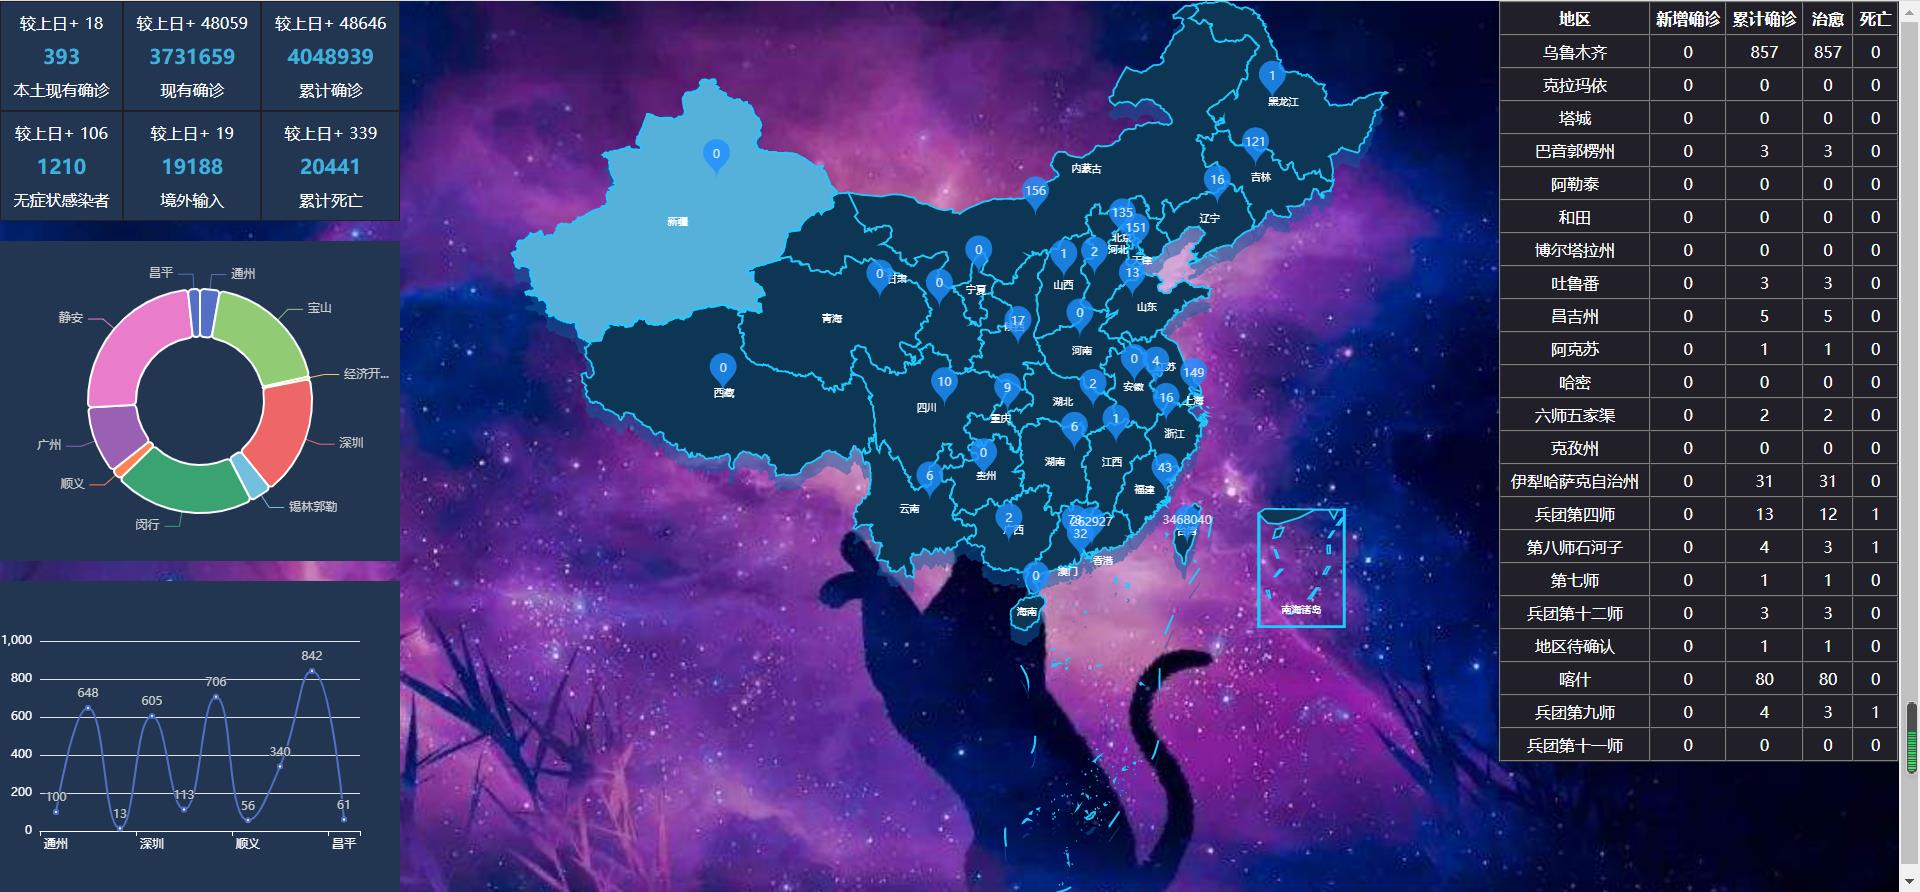 较上日+ 18
较上日+ 48059
较上日+ 48646
393
3731659
4048939
本土现有确诊
现有确诊
累计确诊
较上日+ 106
较上日+ 19
较上日+ 339
1210
19188
20441
无症状感染者
境外输入
累计死亡
昌平
通州
宝山
静安
经济开...
深圳
广州
顺义
锡林郭勒
闵行
1,000
800
600
400
200
0
100
648
13
605
113
706
56
340
842
61
通州
深圳
顺义
昌平
1
黑龙江
121
吉林
0
新疆
内蒙古
156
16
辽宁
135
151
北京
河北
0
0
甘肃
0
宁夏
1
山西
2
13
山东
青海
17
0
河南
0
安徽
4
149
上海
0
西藏
10
四川
9
重庆
2
湖北
16
浙江
6
湖南
1
江西
0
贵州
43
福建
6
云南
2
262927
32
香港
澳门
3468040
0
海南
南海诸岛
地区 新增确诊 累计确诊 治愈 死亡
乌鲁木齐 0 857 857 0
克拉玛依 0 0 0 0
塔城 0 0 0 0
巴音郭楞州 0 3 3 0
阿勒泰 0 0 0 0
和田 0 0 0 0
博尔塔拉州 0 0 0 0
吐鲁番 0 3 3 0
昌吉州 0 5 5 0
阿克苏 0 1 1 0
哈密 0 0 0 0
六师五家渠 0 2 2 0
克孜州 0 0 0 0
伊犁哈萨克自治州 0 31 31 0
兵团第四师 0 13 12 1
第八师石河子 0 4 3 1
第七师 0 1 1 0
兵团第十二师 0 3 3 0
地区待确认 0 1 1 0
喀什 0 80 80 0
兵团第九师 0 4 3 1
兵团第十一师 0 0 0 0